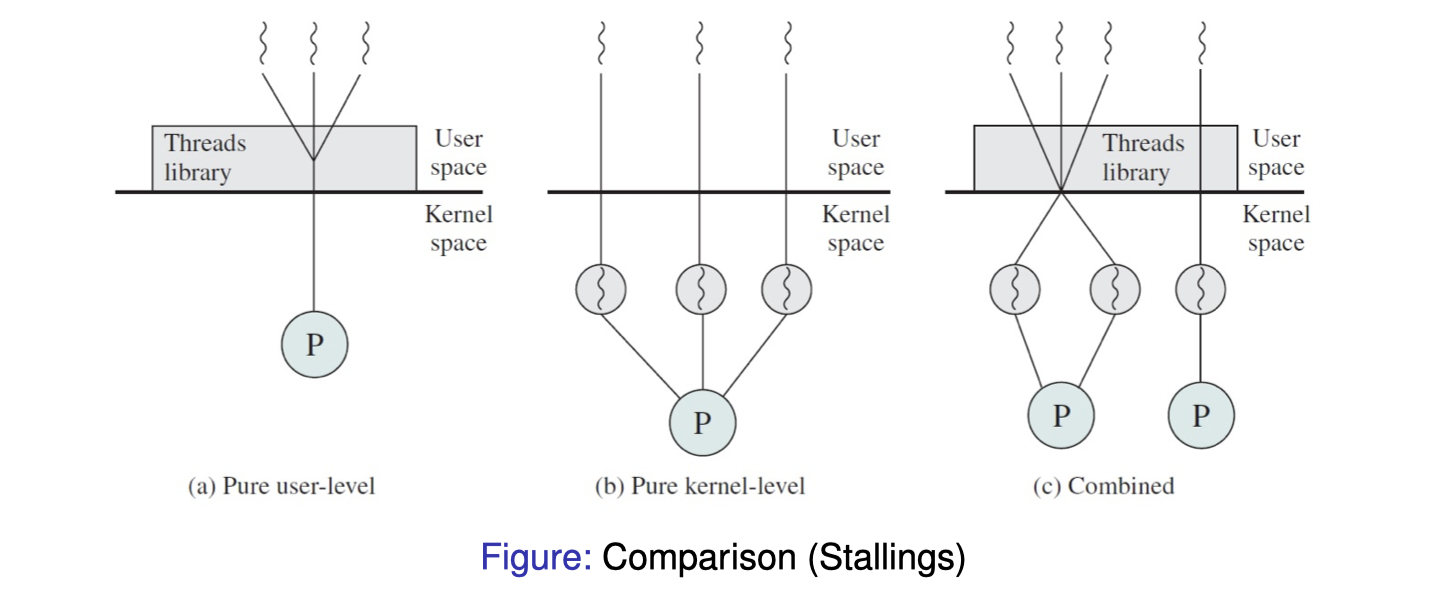 Threads
library
User
space
Kernel
space
P
(a) Pure user-level
User
space
Kernel
space
P
(b) Pure kernel-level
Threads
library
User
space
Kernel
space
P
P
(c) Combined
Figure: Comparison (Stallings)